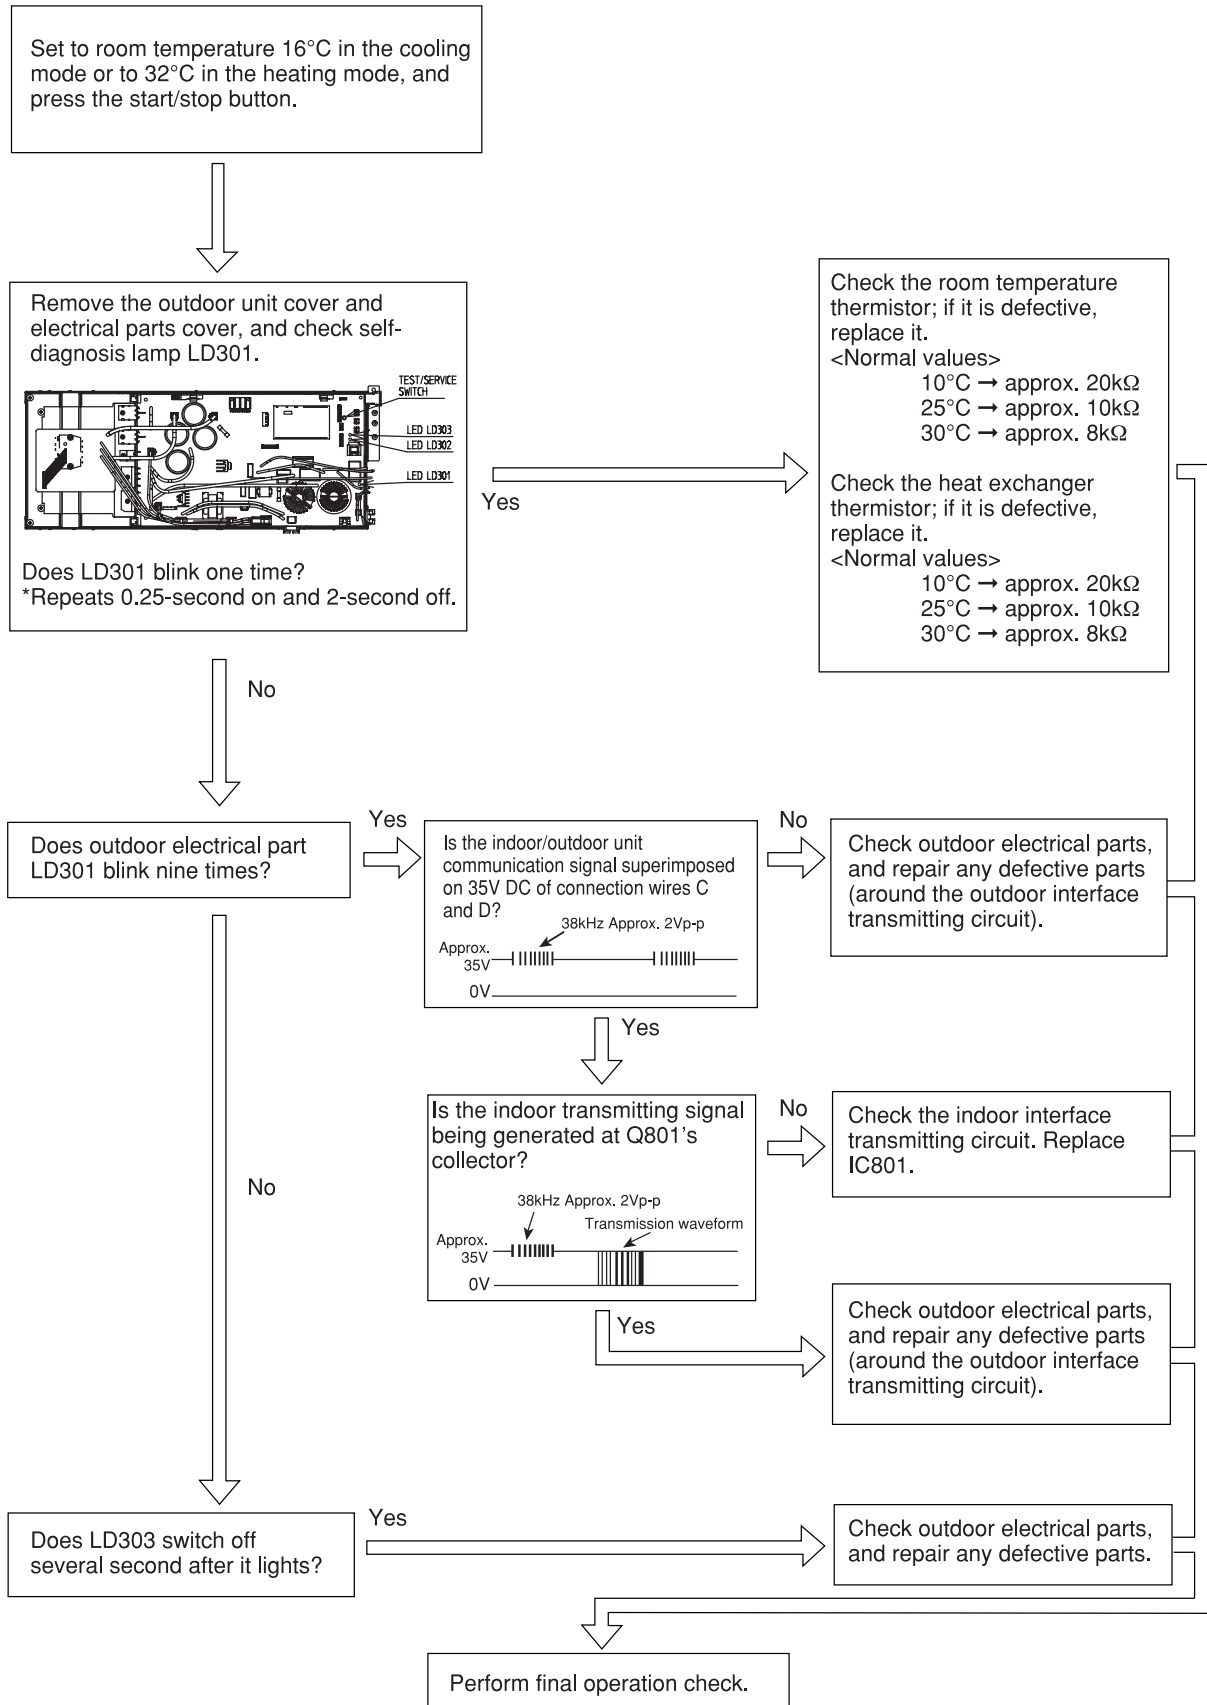 Set to room temperature 16°C in the cooling
mode or to 32°C in the heating mode, and
press the start/stop button.
Remove the outdoor unit cover and
electrical parts cover, and check self-
diagnosis lamp LD301.
TEST/SERVICE
SWITCH
LED LD303
LED LD302
LED LD301
Does LD301 blink one time?
*Repeats 0.25-second on and 2-second off.
Yes
Check the room temperature
thermistor; if it is defective,
replace it.
<Normal values>
10°C → approx. 20kΩ
25°C → approx. 10kΩ
30°C → approx. 8kΩ
Check the heat exchanger
thermistor; if it is defective,
replace it.
<Normal values>
10°C → approx. 20kΩ
25°C → approx. 10kΩ
30°C → approx. 8kΩ
No
Does outdoor electrical part
LD301 blink nine times?
Yes
Is the indoor/outdoor unit
communication signal superimposed
on 35V DC of connection wires C
and D?
38kHz Approx. 2Vp-p
Approx.
35V
0V
No
Check outdoor electrical parts,
and repair any defective parts
(around the outdoor interface
transmitting circuit).
Yes
Is the indoor transmitting signal
being generated at Q801's
collector?
38kHz Approx. 2Vp-p
Transmission waveform
Approx.
35V
0V
No
Check the indoor interface
transmitting circuit. Replace
IC801.
No
Yes
Check outdoor electrical parts,
and repair any defective parts
(around the outdoor interface
transmitting circuit).
Does LD303 switch off
several second after it lights?
Yes
Check outdoor electrical parts,
and repair any defective parts.
Perform final operation check.